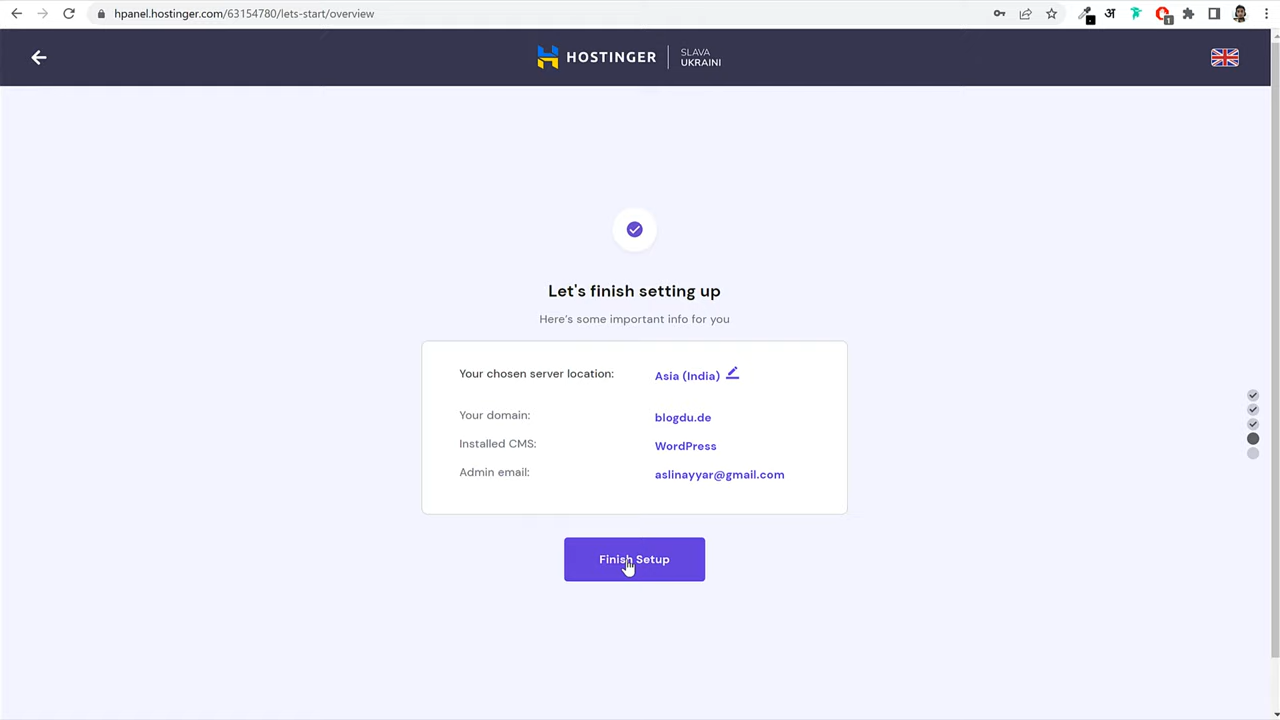 hpanel.hostinger.com/63154780/lets-start/overview
HOSTINGER
SLAVA
UKRAINI
Let's finish setting up
Here's some important info for you
Your chosen server location: Asia (India)
Your domain: blogdu.de
Installed CMS: WordPress
Admin email: aslinayyar@gmail.com
Finish Setup